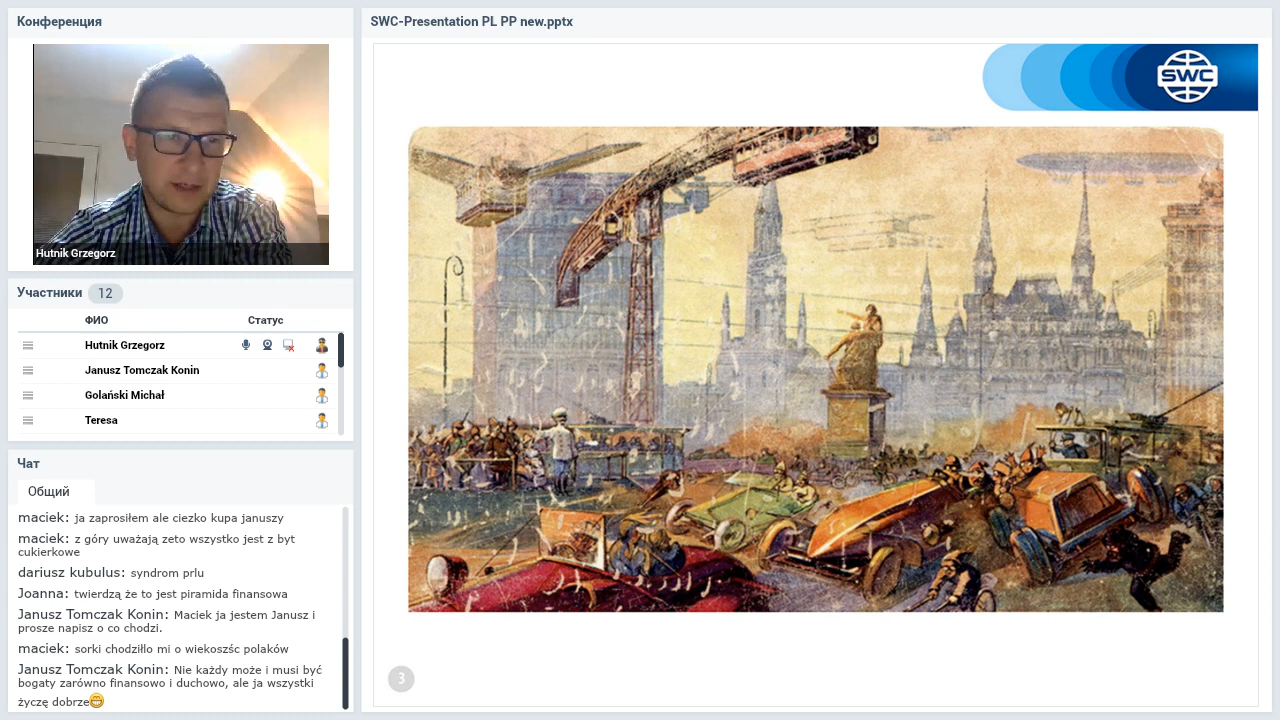 Конференция
Hutnik Grzegorz
Участники 12
ФИО Статус
Hutnik Grzegorz
Janusz Tomczak Konin
Golański Michał
Teresa
Чат
Общий
maciek: ja zaprosiłem ale ciezko kupa januszy
maciek: z góry uważają zeto wszystko jest z byt
cukierkowe
dariusz kubulus: syndrom prlu
Joanna: twierdzą że to jest piramida finansowa
Janusz Tomczak Konin: Maciek ja jestem Janusz i
prosze napisz o co chodzi.
maciek: sorki chodziłło mi o wiekoszśc polaków
Janusz Tomczak Konin: Nie każdy może i musi być
bogaty zarówno finansowo i duchowo, ale ja wszystki
życzę dobrze
SWC-Presentation PL PP new.pptx
SWC
3